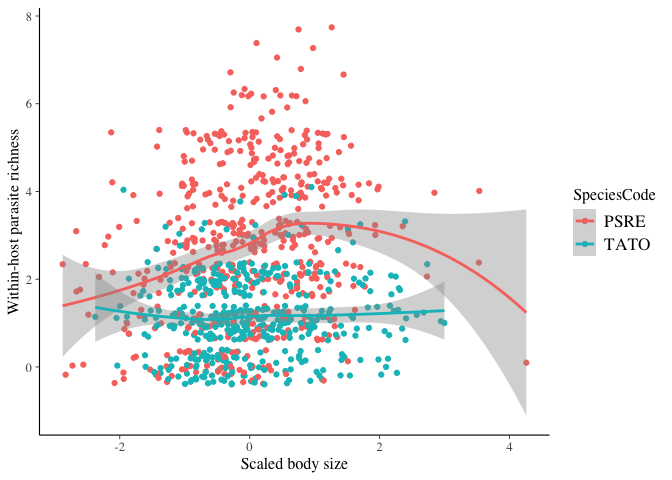 8
6
4
2
0
Within-host parasite richness
-2
0
2
4
Scaled body size
SpeciesCode
PSRE
TATO